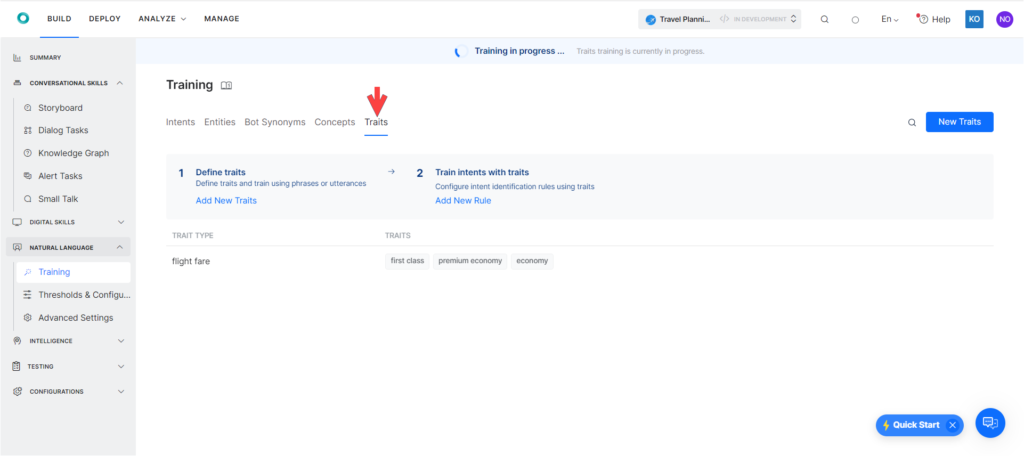 BUILD DEPLOY ANALYZE MANAGE Travel Planni... </> IN DEVELOPMENT En Help KO NO
Training in progress ... Traits training is currently in progress.
SUMMARY
CONVERSATIONAL SKILLS
Storyboard
Dialog Tasks
Knowledge Graph
Alert Tasks
Small Talk
DIGITAL SKILLS
NATURAL LANGUAGE
Training
Thresholds & Configu...
Advanced Settings
INTELLIGENCE
TESTING
CONFIGURATIONS
Training
Intents Entities Bot Synonyms Concepts Traits New Traits
1 Define traits
Define traits and train using phrases or utterances
Add New Traits
2 Train intents with traits
Configure intent identification rules using traits
Add New Rule
TRAIT TYPE TRAITS
flight fare first class premium economy economy
Quick Start